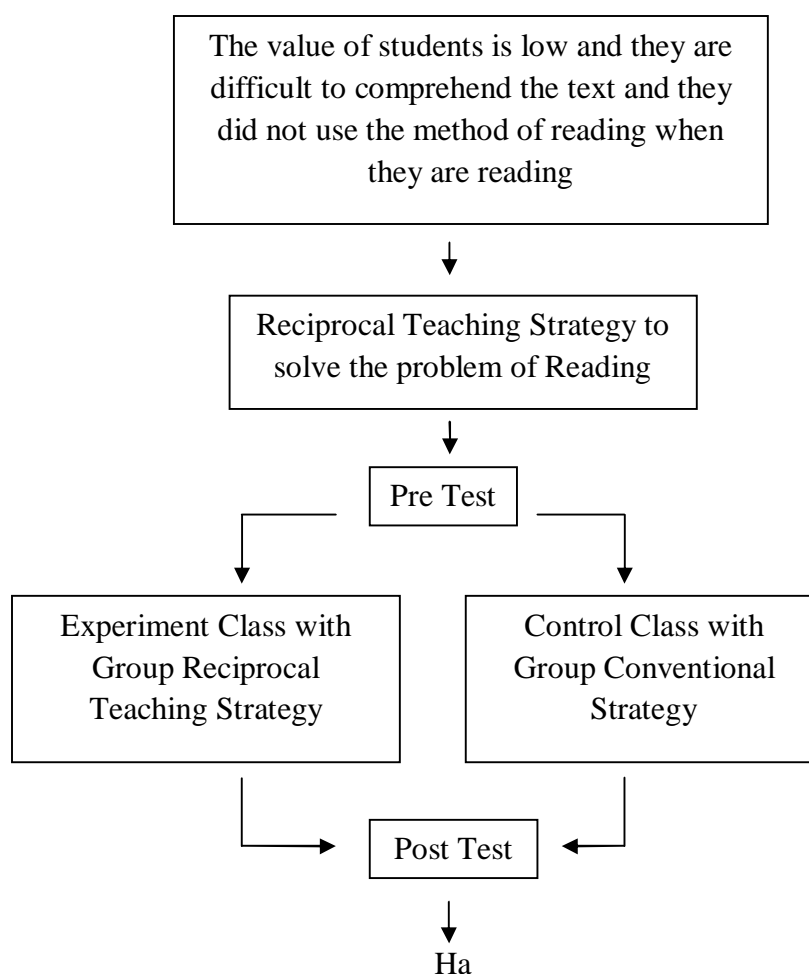 The value of students is low and they are
difficult to comprehend the text and they
did not use the method of reading when
they are reading
Reciprocal Teaching Strategy to
solve the problem of Reading
Pre Test
Experiment Class with
Group Reciprocal
Teaching Strategy
Control Class with
Group Conventional
Strategy
Post Test
Ha